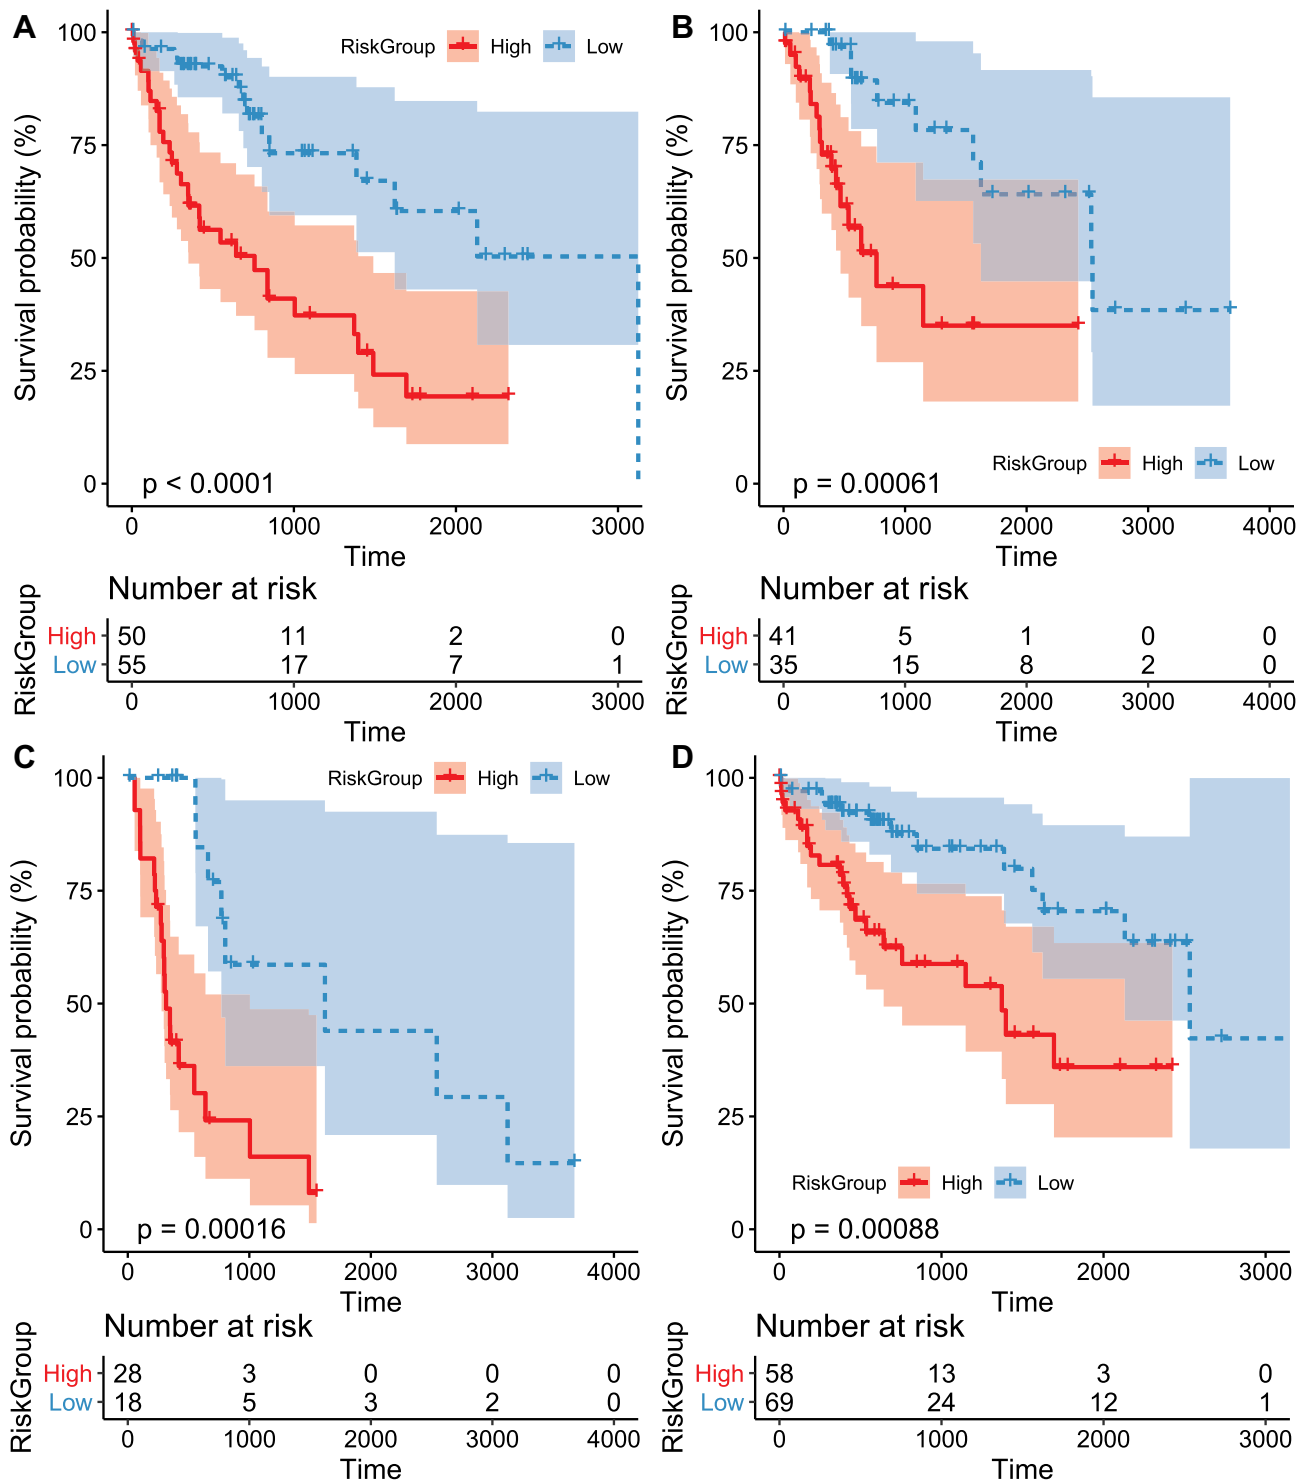 A
RiskGroup High Low
100
75
50
25
0
Survival probability (%)
p < 0.0001
0 1000 2000 3000
Time
Number at risk
RiskGroup
High 50 11 2 0
Low 55 17 7 1
0 1000 2000 3000
Time
B
100
75
50
25
0
Survival probability (%)
RiskGroup High Low
p = 0.00061
0 1000 2000 3000 4000
Time
Number at risk
RiskGroup
High 41 5 1 0 0
Low 35 15 8 2 0
0 1000 2000 3000 4000
Time
C
RiskGroup High Low
100
75
50
25
0
Survival probability (%)
p = 0.00016
0 1000 2000 3000 4000
Time
Number at risk
RiskGroup
High 28 3 0 0 0
Low 18 5 3 2 0
0 1000 2000 3000 4000
Time
D
100
75
50
25
0
Survival probability (%)
RiskGroup High Low
p = 0.00088
0 1000 2000 3000
Time
Number at risk
RiskGroup
High 58 13 3 0
Low 69 24 12 1
0 1000 2000 3000
Time